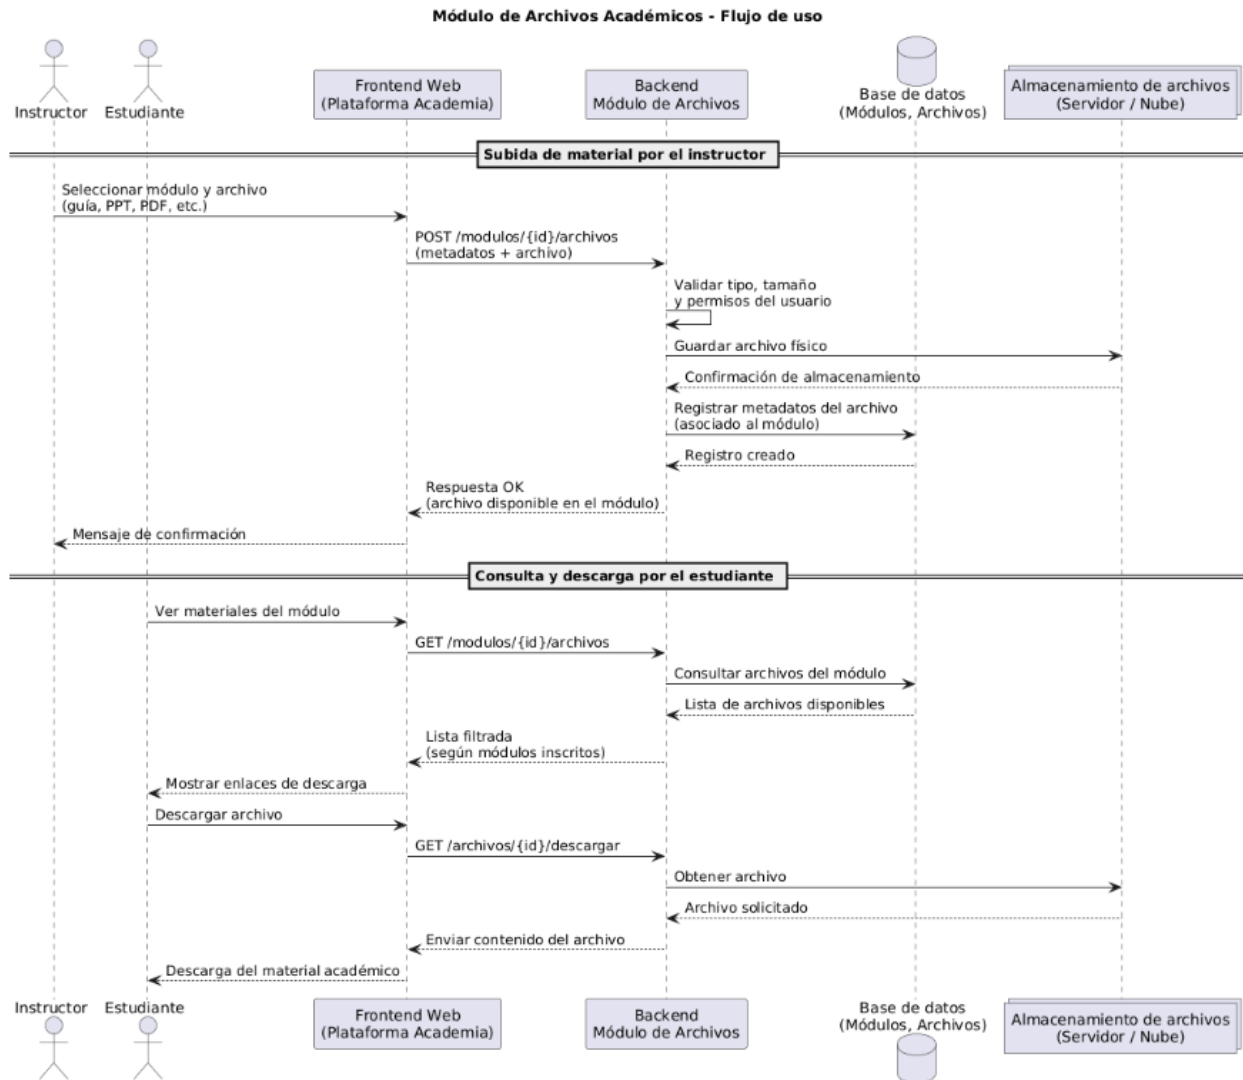 Módulo de Archivos Académicos - Flujo de uso
Instructor
Estudiante
Frontend Web
(Plataforma Academia)
Backend
Módulo de Archivos
Base de datos
(Módulos, Archivos)
Almacenamiento de archivos
(Servidor / Nube)
Subida de material por el instructor
Seleccionar módulo y archivo
(guía, PPT, PDF, etc.)
POST /modulos/{id}/archivos
(metadatos + archivo)
Validar tipo, tamaño
y permisos del usuario
Guardar archivo físico
Confirmación de almacenamiento
Registrar metadatos del archivo
(asociado al módulo)
Registro creado
Respuesta OK
(archivo disponible en el módulo)
Mensaje de confirmación
Consulta y descarga por el estudiante
Ver materiales del módulo
GET /modulos/{id}/archivos
Consultar archivos del módulo
Lista de archivos disponibles
Lista filtrada
(según módulos inscritos)
Mostrar enlaces de descarga
Descargar archivo
GET /archivos/{id}/descargar
Obtener archivo
Archivo solicitado
Enviar contenido del archivo
Descarga del material académico
Instructor
Estudiante
Frontend Web
(Plataforma Academia)
Backend
Módulo de Archivos
Base de datos
(Módulos, Archivos)
Almacenamiento de archivos
(Servidor / Nube)